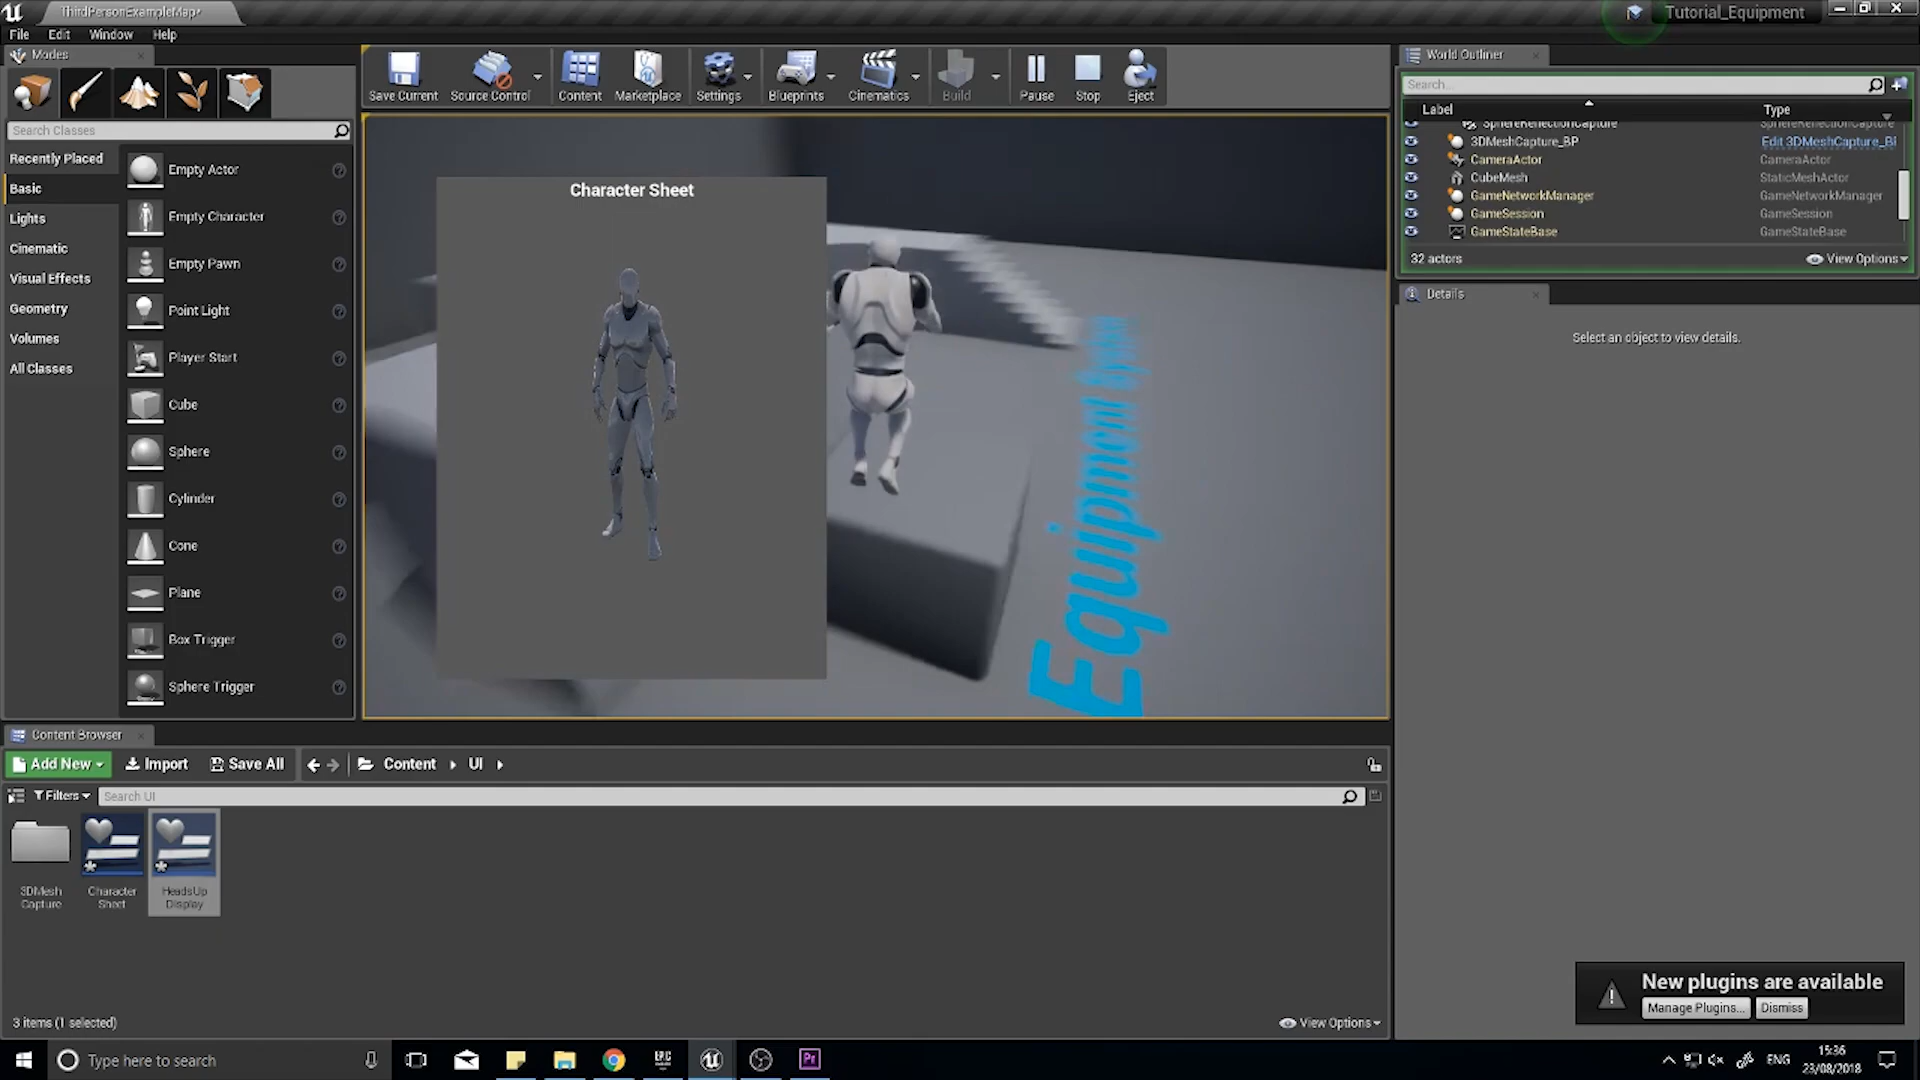 ThirdPersonExampleMap*
Tutorial_Equipment
File Edit Window Help
Modes
Save Current
Source Control
Content
Marketplace
Settings
Blueprints
Cinematics
Build
Pause
Stop
Eject
Search Classes
Recently Placed
Basic
Lights
Cinematic
Visual Effects
Geometry
Volumes
All Classes
Empty Actor
Empty Character
Empty Pawn
Point Light
Player Start
Cube
Sphere
Cylinder
Cone
Plane
Box Trigger
Sphere Trigger
Character Sheet
Equipment
World Outliner
Search...
Label Type
SphereReflectionCapture SphereReflectionCapture
3DMeshCapture_BP Edit 3DMeshCapture_BP
CameraActor CameraActor
CubeMesh StaticMeshActor
GameNetworkManager GameNetworkManager
GameSession GameSession
GameStateBase GameStateBase
32 actors View Options
Details
Select an object to view details.
Content Browser
Add New Import Save All Content UI
Filters Search UI
3DMesh
Capture
Character
Sheet
HeadsUp
Display
3 items (1 selected) View Options
New plugins are available
Manage Plugins... Dismiss
Type here to search
EPIC
GAMES
Pr
ENG
15:36
23/08/2018